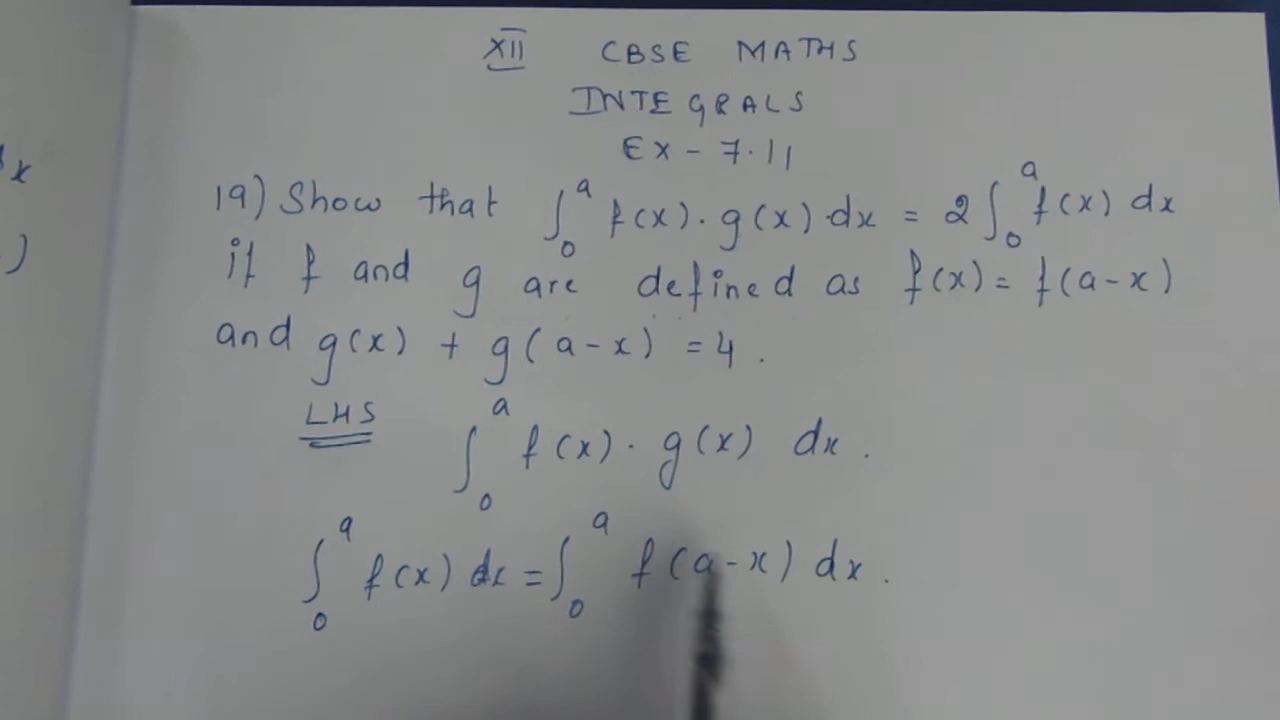 XII CBSE MATHS
INTEGRALS
EX - 7.11
19) Show that ∫₀ᵃ f(x) · g(x) · dx = 2 ∫₀ᵃ f(x) dx
if f and g are defined as f(x) = f(a-x)
and g(x) + g(a-x) = 4 .
LHS ∫₀ᵃ f(x) · g(x) dx .
∫₀ᵃ f(x) dx = ∫₀ᵃ f(a-x) dx .